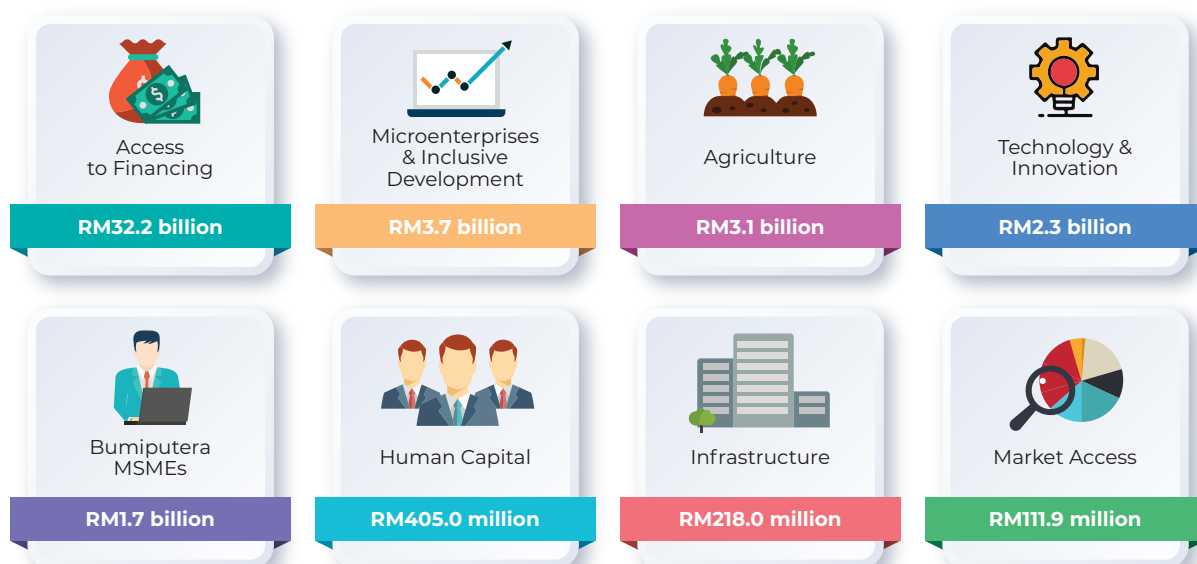 Access
to Financing
RM32.2 billion
Microenterprises
& Inclusive
Development
RM3.7 billion
Agriculture
RM3.1 billion
Technology &
Innovation
RM2.3 billion
Bumiputera
MSMEs
RM1.7 billion
Human Capital
RM405.0 million
Infrastructure
RM218.0 million
Market Access
RM111.9 million